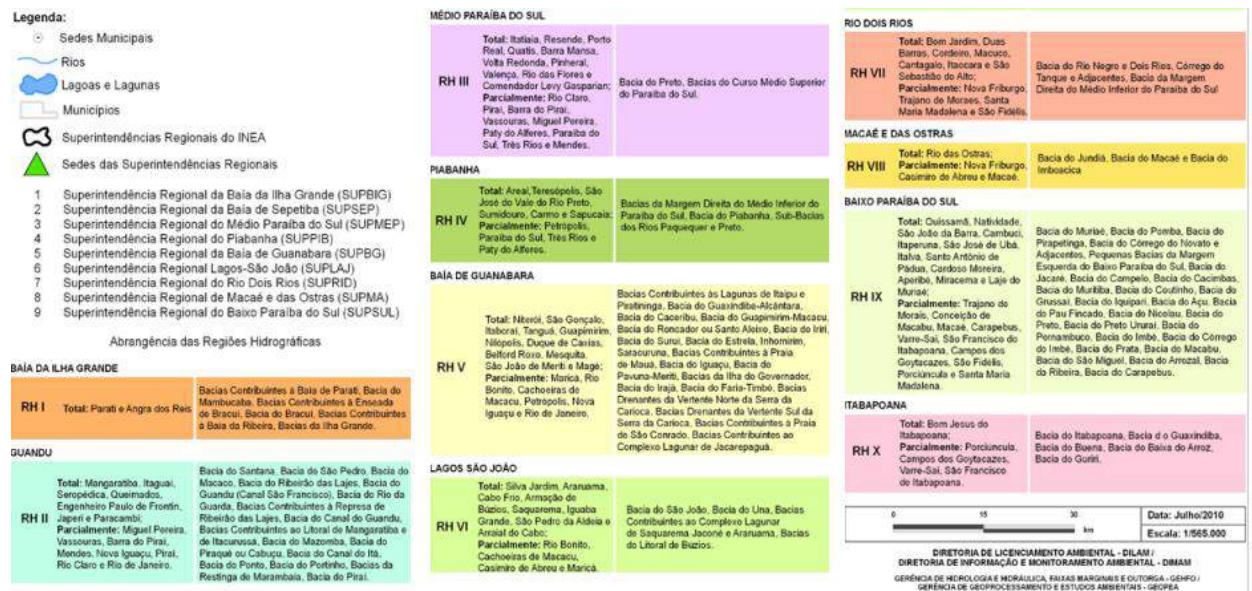 Legenda:
Sedes Municipais
Rios
Lagoas e Lagunas
Municípios
Superintendências Regionais do INEA
Sedes das Superintendências Regionais
1 Superintendência Regional da Baía da Ilha Grande (SUPBIG)
2 Superintendência Regional da Baía de Sepetiba (SUPSEP)
3 Superintendência Regional do Médio Paraíba do Sul (SUPMEP)
4 Superintendência Regional do Piabanha (SUPPIB)
5 Superintendência Regional da Baía de Guanabara (SUPBG)
6 Superintendência Regional Lagos-São João (SUPLAJ)
7 Superintendência Regional do Rio Dois Rios (SUPRID)
8 Superintendência Regional de Macaé e das Ostras (SUPMA)
9 Superintendência Regional do Baixo Paraíba do Sul (SUPSUL)
Abrangência das Regiões Hidrográficas
BAÍA DA ILHA GRANDE
RH I
Total: Parati e Angra dos Reis
Bacias Contribuintes à Baía de Parati, Bacia do
Mambucaba, Bacias Contribuintes à Enseada
de Bracuí, Bacia do Bracuí, Bacias Contribuintes
à Baía da Ribeira, Bacias da Ilha Grande.
GUANDU
RH II
Total: Mangaratiba, Itaguaí,
Seropédica, Queimados,
Engenheiro Paulo de Frontin,
Japeri e Paracambi;
Parcialmente: Miguel Pereira,
Vassouras, Barra do Piraí,
Mendes, Nova Iguaçu, Piraí,
Rio Claro e Rio de Janeiro.
Bacia do Santana, Bacia do São Pedro, Bacia do
Macaco, Bacia do Ribeirão das Lajes, Bacia do
Guandu (Canal São Francisco), Bacia do Rio da
Guarda, Bacias Contribuintes à Represa de
Ribeirão das Lajes, Bacia do Canal do Guandu,
Bacias Contribuintes ao Litoral de Mangaratiba e
de Itacurussa, Bacia do Mazomba, Bacia do
Piraquê ou Cabuçu, Bacia do Canal do Itá,
Bacia do Ponto, Bacia do Portinho, Bacias da
Restinga de Marambaia, Bacia do Piraí.
MÉDIO PARAÍBA DO SUL
RH III
Total: Itatiaia, Resende, Porto
Real, Quatis, Barra Mansa,
Volta Redonda, Pinheral,
Valença, Rio das Flores e
Comendador Levy Gasparian;
Parcialmente: Rio Claro,
Piraí, Barra do Piraí,
Vassouras, Miguel Pereira,
Paty do Alferes, Paraíba do
Sul, Três Rios e Mendes.
Bacia do Preto, Bacias do Curso Médio Superior
do Paraíba do Sul.
PIABANHA
RH IV
Total: Areal,Teresópolis, São
José do Vale do Rio Preto,
Sumidouro, Carmo e Sapucaia;
Parcialmente: Petrópolis,
Paraíba do Sul, Três Rios e
Paty do Alferes.
Bacias da Margem Direita do Médio Inferior do
Paraíba do Sul, Bacia do Piabanha, Sub-Bacias
dos Rios Paquequer e Preto.
BAÍA DE GUANABARA
RH V
Total: Niterói, São Gonçalo,
Itaboraí, Tanguá, Guapimirim,
Nilópolis, Duque de Caxias,
Belford Roxo, Mesquita,
São João de Meriti e Magé;
Parcialmente: Maricá, Rio
Bonito, Cachoeiras de
Macacu, Petrópolis, Nova
Iguaçu e Rio de Janeiro.
Bacias Contribuintes às Lagunas de Itaipu e
Piratininga, Bacia do Guaxindibe-Alcântara,
Bacia do Caceribu, Bacia do Guapimirim-Macacu,
Bacia do Roncador ou Santo Aleixo, Bacia do Iriri,
Bacia do Suruí, Bacia do Estrela, Inhomirim,
Saracuruna, Bacias Contribuintes à Praia
de Mauá, Bacia do Iguaçu, Bacia do
Pavuna-Meriti, Bacias da Ilha do Governador,
Bacia do Irajá, Bacia do Faria-Timbó, Bacias
Drenantes da Vertente Norte da Serra da
Carioca, Bacias Drenantes da Vertente Sul da
Serra da Carioca, Bacias Contribuintes à Praia
de São Conrado, Bacias Contribuintes ao
Complexo Lagunar de Jacarepaguá.
LAGOS SÃO JOÃO
RH VI
Total: Silva Jardim, Araruama,
Cabo Frio, Armação de
Búzios, Saquarema, Iguaba
Grande, São Pedro da Aldeia e
Arraial do Cabo;
Parcialmente: Rio Bonito,
Cachoeiras de Macacu,
Casimiro de Abreu e Maricá.
Bacia do São João, Bacia do Una, Bacias
Contribuintes ao Complexo Lagunar
de Saquarema Jaconé e Araruama, Bacias
do Litoral de Búzios.
RIO DOIS RIOS
RH VII
Total: Bom Jardim, Duas
Barras, Cordeiro, Macuco,
Cantagalo, Itaocara e São
Sebastião do Alto;
Parcialmente: Nova Friburgo,
Trajano de Moraes, Santa
Maria Madalena e São Fidélis.
Bacia do Rio Negro e Dois Rios, Córrego do
Tanque e Adjacentes, Bacia da Margem
Direita do Médio Inferior do Paraíba do Sul
MACAÉ E DAS OSTRAS
RH VIII
Total: Rio das Ostras;
Parcialmente: Nova Friburgo,
Casimiro de Abreu e Macaé.
Bacia do Jundiá, Bacia do Macaé e Bacia do
Imboacica
BAIXO PARAÍBA DO SUL
RH IX
Total: Quissamã, Natividade,
São João da Barra, Cambuci,
Itaperuna, São José de Ubá,
Italva, Santo Antônio de
Pádua, Cardoso Moreira,
Aperibé, Miracema e Laje do
Muriaé;
Parcialmente: Trajano de
Morais, Conceição de
Macabu, Macaé, Carapebus,
Varre-Sai, São Francisco do
Itabapoana, Campos dos
Goytacazes, São Fidélis,
Porciúncula e Santa Maria
Madalena.
Bacia do Muriaé, Bacia do Pomba, Bacia do
Pirapetinga, Bacia do Córrego do Novato e
Adjacentes, Pequenas Bacias da Margem
Esquerda do Baixo Paraíba do Sul, Bacia do
Jacaré, Bacia do Campelo, Bacia do Cacimbas,
Bacia do Muritiba, Bacia do Coutinho, Bacia do
Grussaí, Bacia do Iquipari, Bacia do Açu, Bacia
do Pau Fincado, Bacia do Nicolau, Bacia do
Preto, Bacia do Preto Ururaí, Bacia do
Pernambuco, Bacia do Imbé, Bacia do Córrego
do Imbé, Bacia do Prata, Bacia do Macabu,
Bacia do São Miguel, Bacia do Arrozal, Bacia
da Ribeira, Bacia do Carapebus.
ITABAPOANA
RH X
Total: Bom Jesus do
Itabapoana;
Parcialmente: Porciúncula,
Campos dos Goytacazes,
Varre-Sai, São Francisco
de Itabapoana.
Bacia do Itabapoana, Bacia d o Guaxindiba,
Bacia do Buena, Bacia do Baixa do Arroz,
Bacia do Guriri.
0 15 30
km
Data: Julho/2010
Escala: 1/565.000
DIRETORIA DE LICENCIAMENTO AMBIENTAL - DILAM /
DIRETORIA DE INFORMAÇÃO E MONITORAMENTO AMBIENTAL - DIMAM
GERÊNCIA DE HIDROLOGIA E HIDRÁULICA, FAIXAS MARGINAIS E OUTORGA - GEHFO /
GERÊNCIA DE GEOPROCESSAMENTO E ESTUDOS AMBIENTAIS - GEOPEA